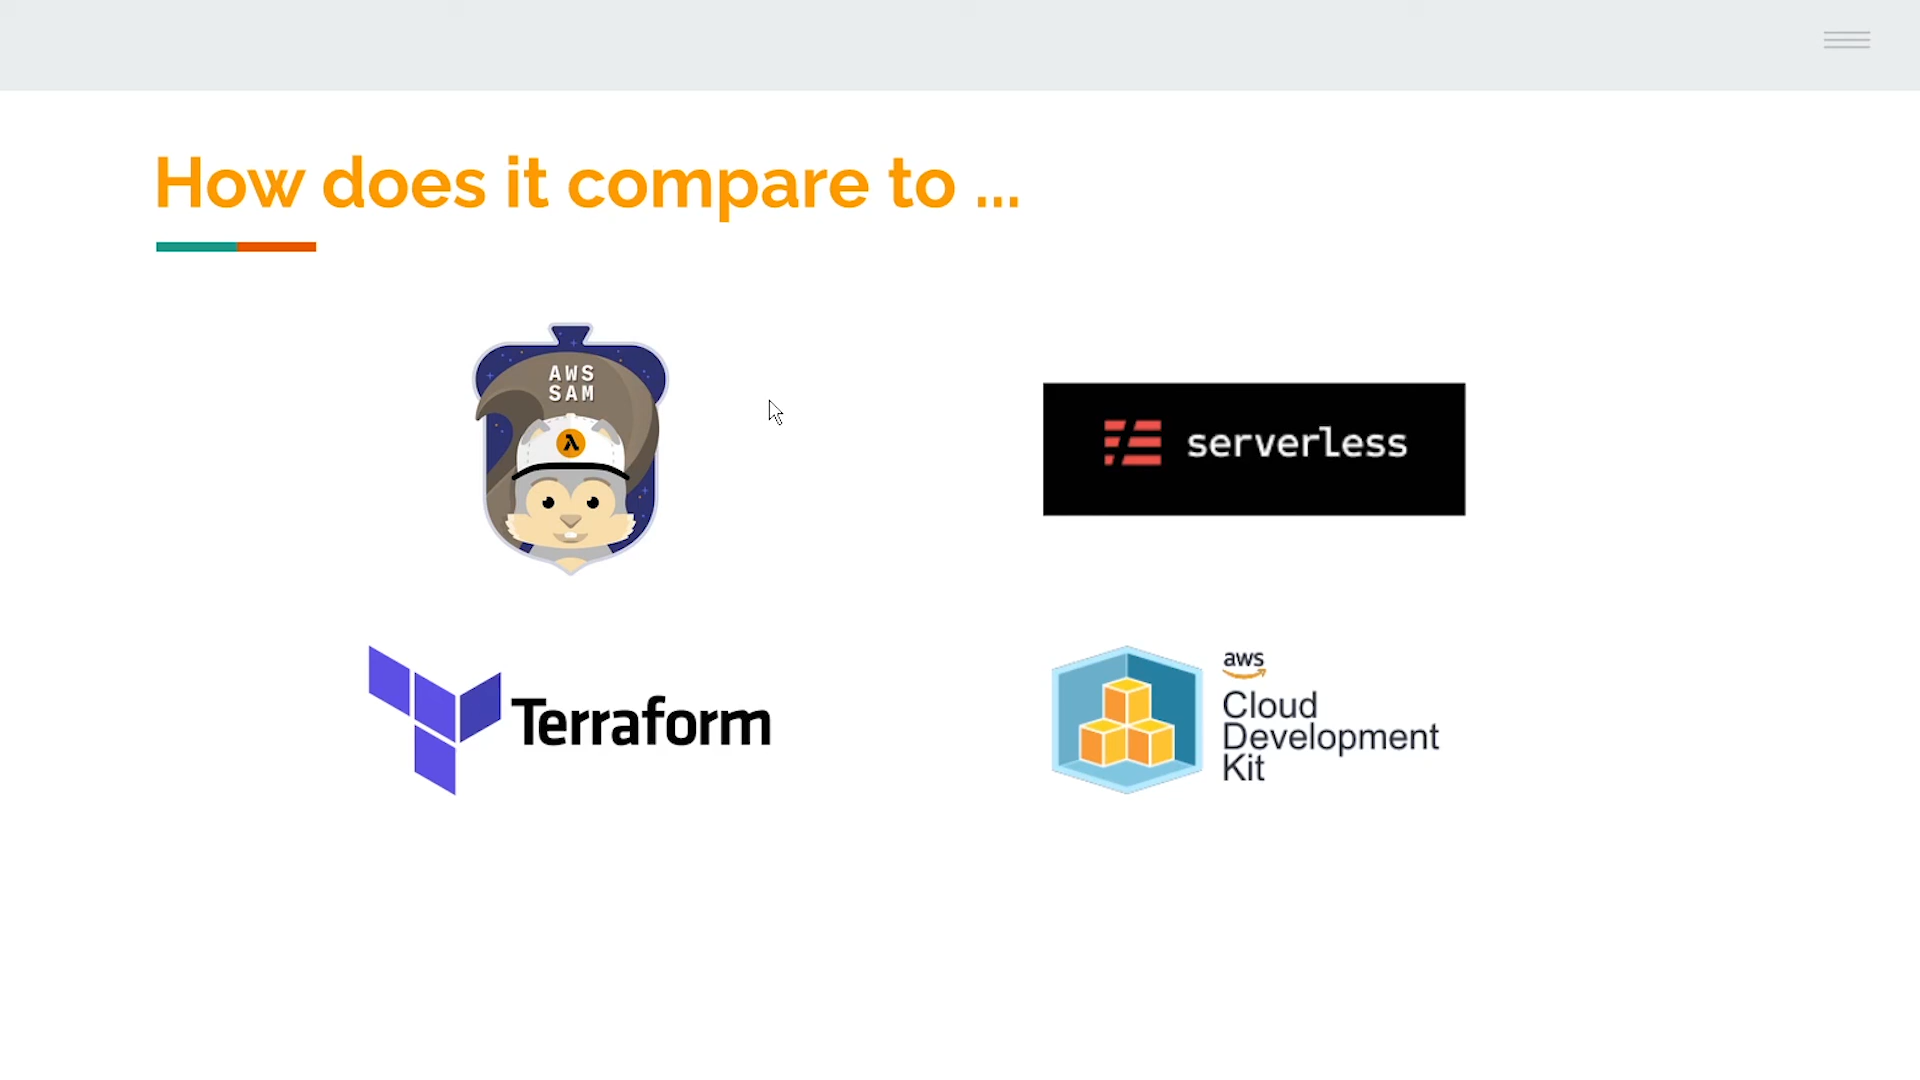 How does it compare to ...
AWS
SAM
serverless
Terraform
aws
Cloud
Development
Kit